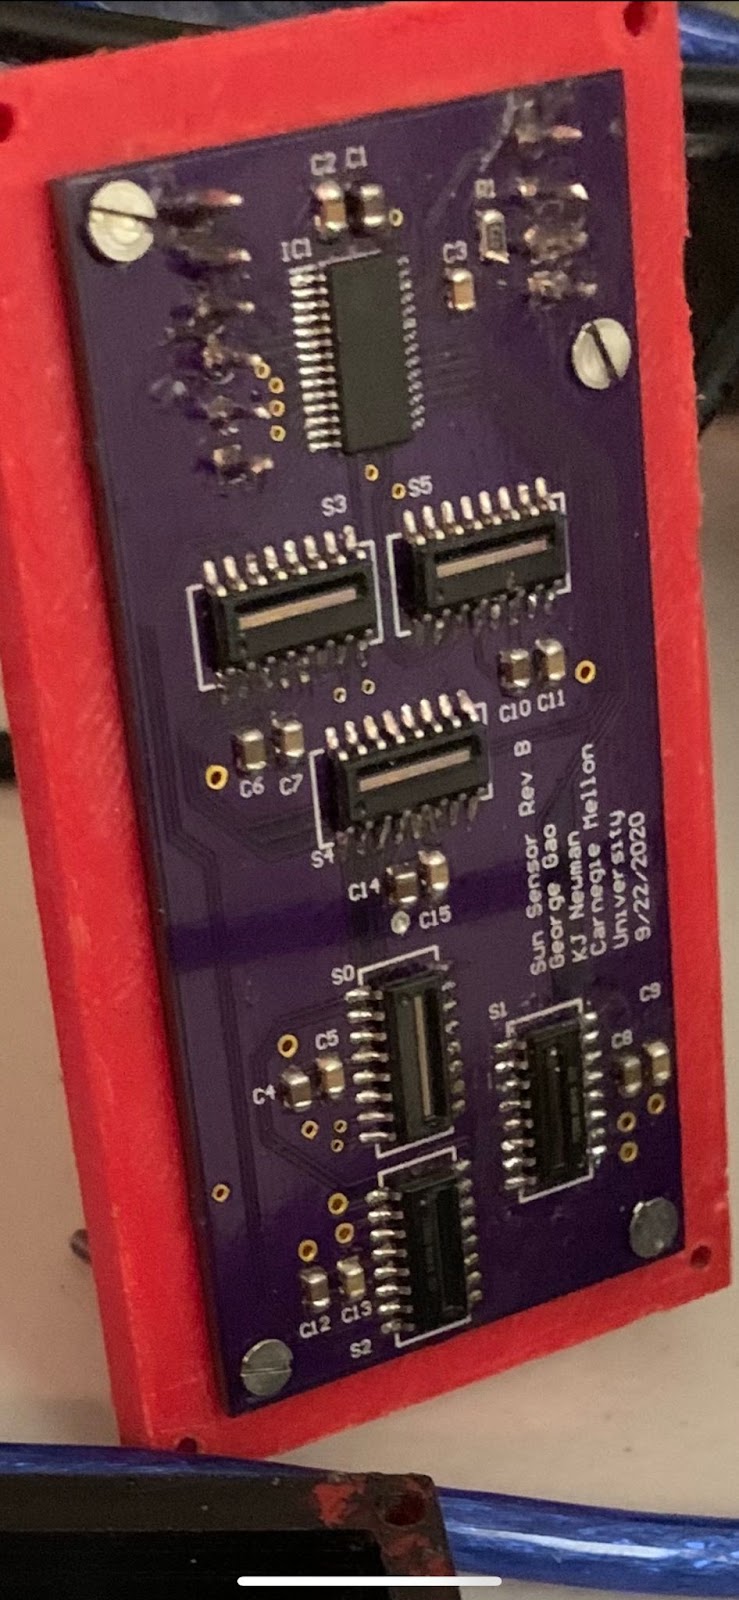 C4
C6
C12
C5
C7
IC1
C2
C13
S0
S4
S3
C1
S2
C14
S5
C15
C3
S1
R1
C10
C11
Sun Sensor Rev B
George Gao
KJ Newman
Carnegie Mellon
University
9/22/2020
C8
C9